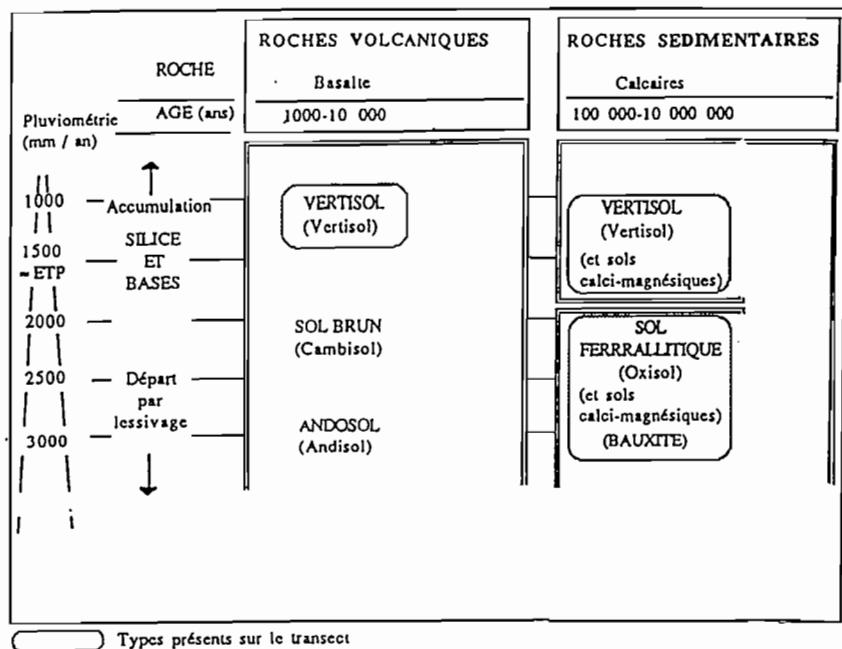 ROCHES VOLCANIQUES
Basalte
1000-10 000
ROCHES SEDIMENTAIRES
Calcaires
100 000-10 000 000
ROCHE
AGE (ans)
Pluviométrie
(mm / an)
1000
1500
~ ETP
2000
2500
3000
Accumulation
SILICE
ET
BASES
Départ
par
lessivage
VERTISOL
(Vertisol)
SOL BRUN
(Cambisol)
ANDOSOL
(Andisol)
VERTISOL
(Vertisol)
(et sols
calci-magnésiques)
SOL
FERRRALLITIQUE
(Oxisol)
(et sols
calci-magnésiques)
(BAUXITE)
Types présents sur le transect